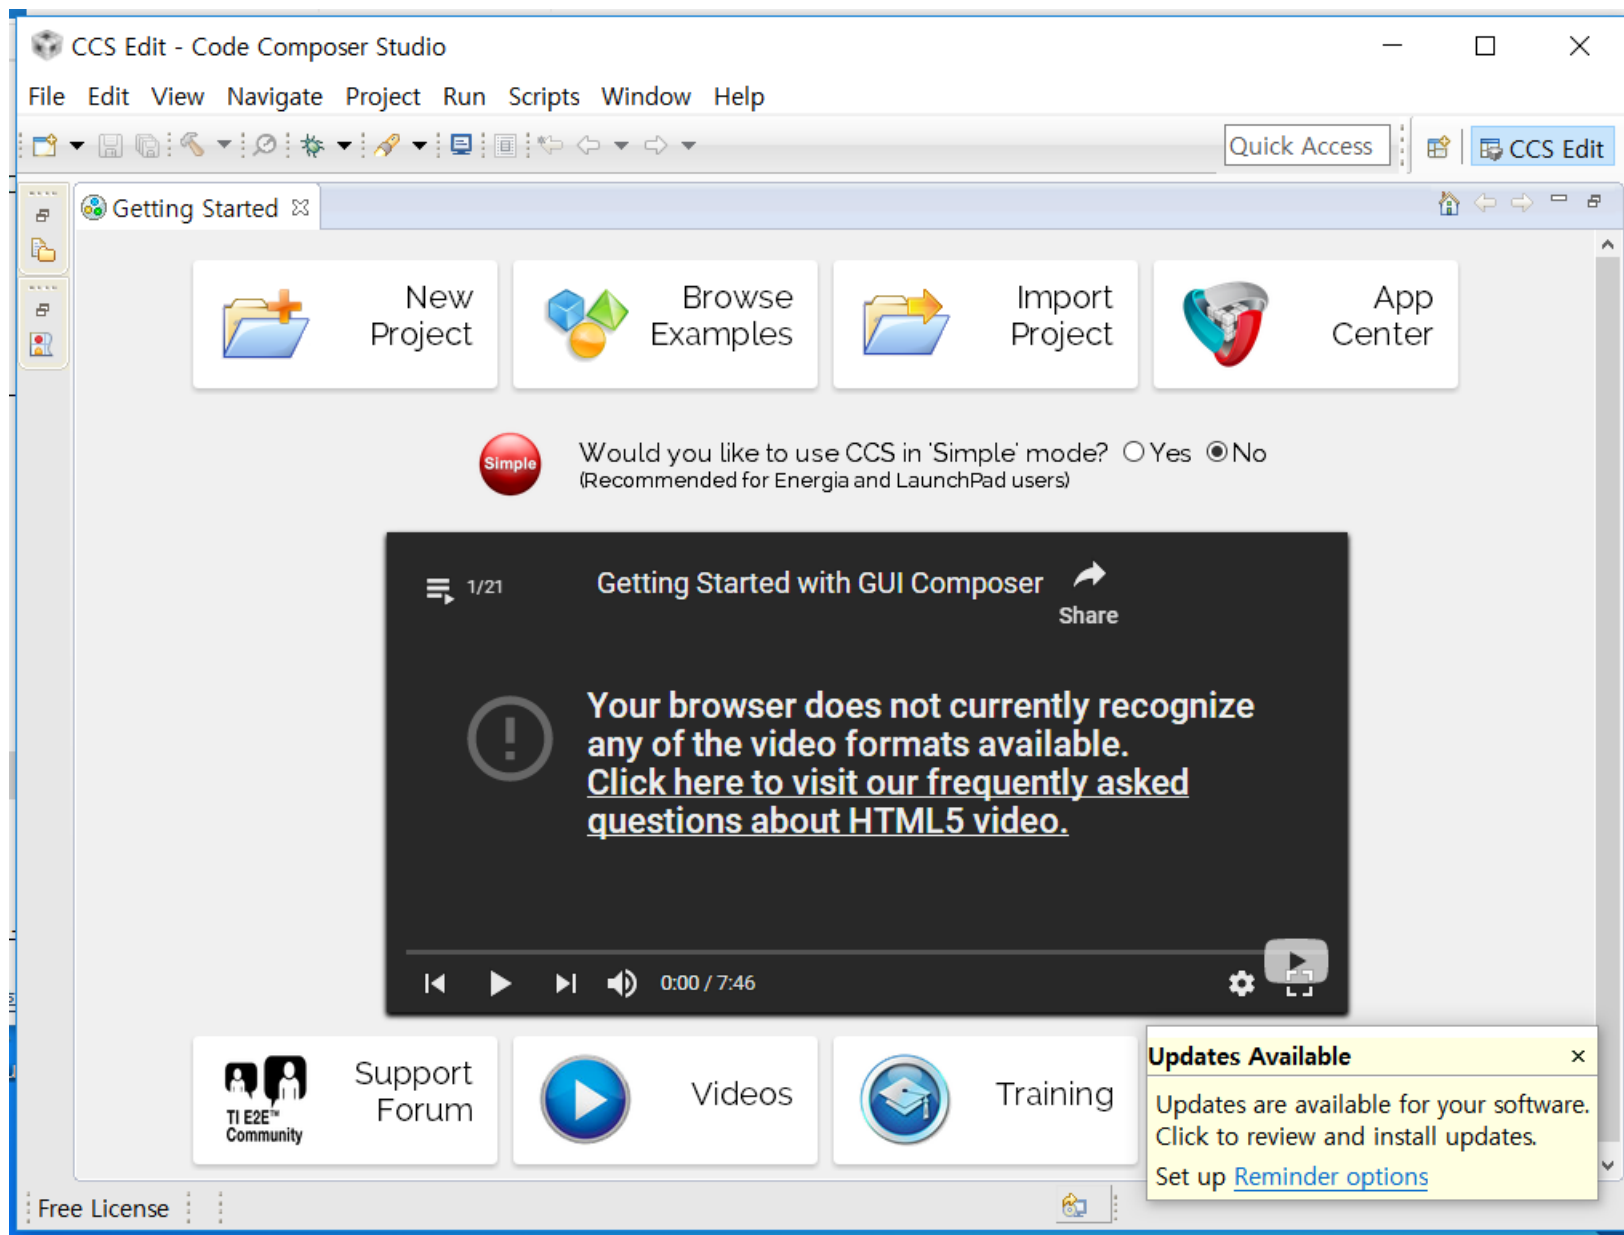 CCS Edit - Code Composer Studio
File Edit View Navigate Project Run Scripts Window Help
Quick Access
CCS Edit
Getting Started
New
Project
Browse
Examples
Import
Project
App
Center
Simple
Would you like to use CCS in 'Simple' mode? Yes No
(Recommended for Energia and LaunchPad users)
1/21
Getting Started with GUI Composer
Share
Your browser does not currently recognize
any of the video formats available.
Click here to visit our frequently asked
questions about HTML5 video.
0:00 / 7:46
TI E2E™
Community
Support
Forum
Videos
Training
Updates Available
Updates are available for your software.
Click to review and install updates.
Set up Reminder options
Free License